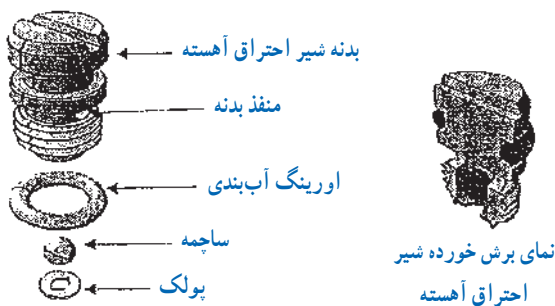 بدنه شیر احتراق آهسته
منفذ بدنه
اورینگ آب‌بندی
ساچمه
پولک
نمای برش خورده شیر
احتراق آهسته